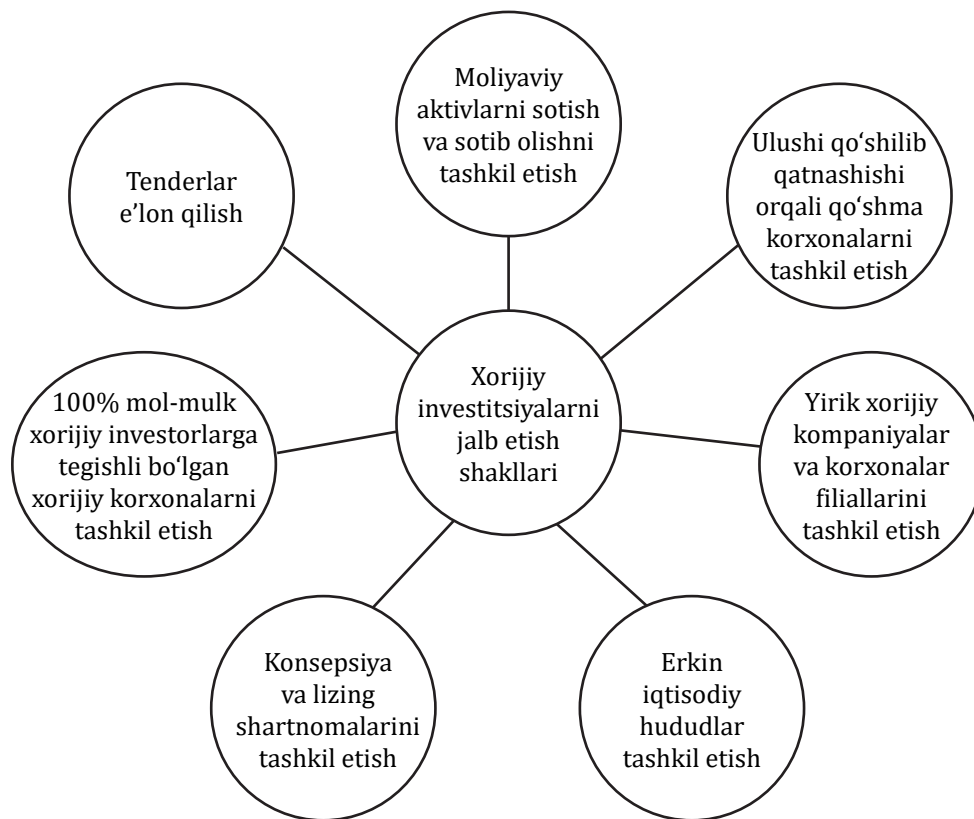 Moliyaviy
aktivlarni sotish
va sotib olishni
tashkil etish
Tenderlar
e’lon qilish
Ulushi qo‘shilib
qatnashishi
orqali qo‘shma
korxonalarni
tashkil etish
Xorijiy
investitsiyalarni
jalb etish
shakllari
100% mol-mulk
xorijiy investorlarga
tegishli bo‘lgan
xorijiy korxonalarni
tashkil etish
Yirik xorijiy
kompaniyalar
va korxonalar
filiallarini
tashkil etish
Konsepsiya
va lizing
shartnomalarini
tashkil etish
Erkin
iqtisodiy
hududlar
tashkil etish